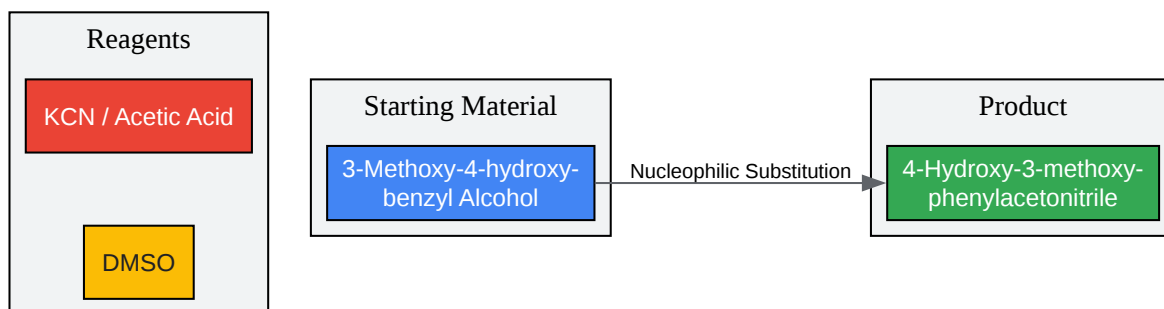 Reagents
KCN / Acetic Acid
DMSO
Starting Material
3-Methoxy-4-hydroxy-
benzyl Alcohol
Nucleophilic Substitution
Product
4-Hydroxy-3-methoxy-
phenylacetonitrile